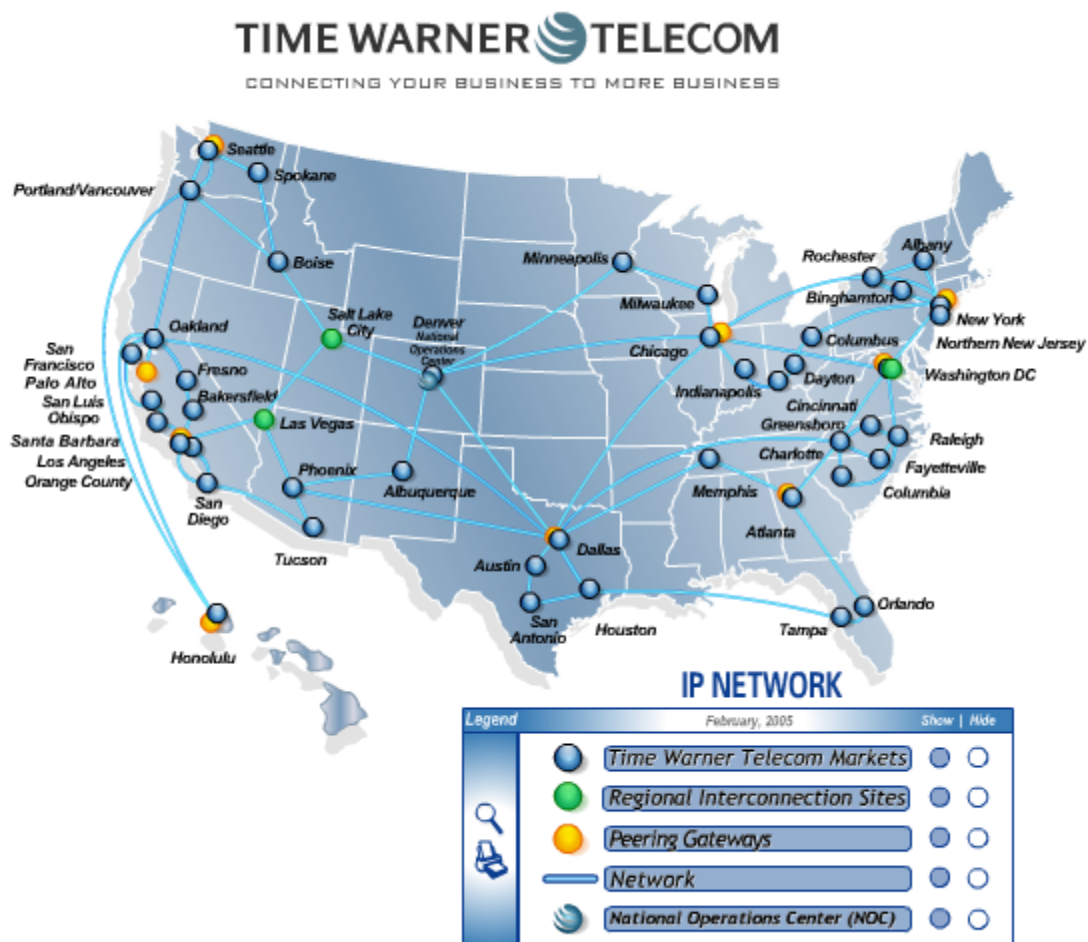 TIME WARNER TELECOM
CONNECTING YOUR BUSINESS TO MORE BUSINESS
Seattle
Spokane
Portland/Vancouver
Boise
Minneapolis
Milwaukee
Chicago
Rochester
Albany
Binghamton
New York
Northern New Jersey
Columbus
Washington DC
Dayton
Indianapolis
Cincinnati
Salt Lake
City
Denver
National
Operations
Center
Oakland
San
Francisco
Palo Alto
San Luis
Obispo
Santa Barbara
Los Angeles
Orange County
Fresno
Bakersfield
Las Vegas
San
Diego
Phoenix
Tucson
Albuquerque
Greensboro
Charlotte
Raleigh
Fayetteville
Columbia
Memphis
Atlanta
Dallas
Austin
San
Antonio
Houston
Tampa
Orlando
Honolulu
IP NETWORK
Legend February, 2005 Show | Hide
Time Warner Telecom Markets
Regional Interconnection Sites
Peering Gateways
Network
National Operations Center (NOC)